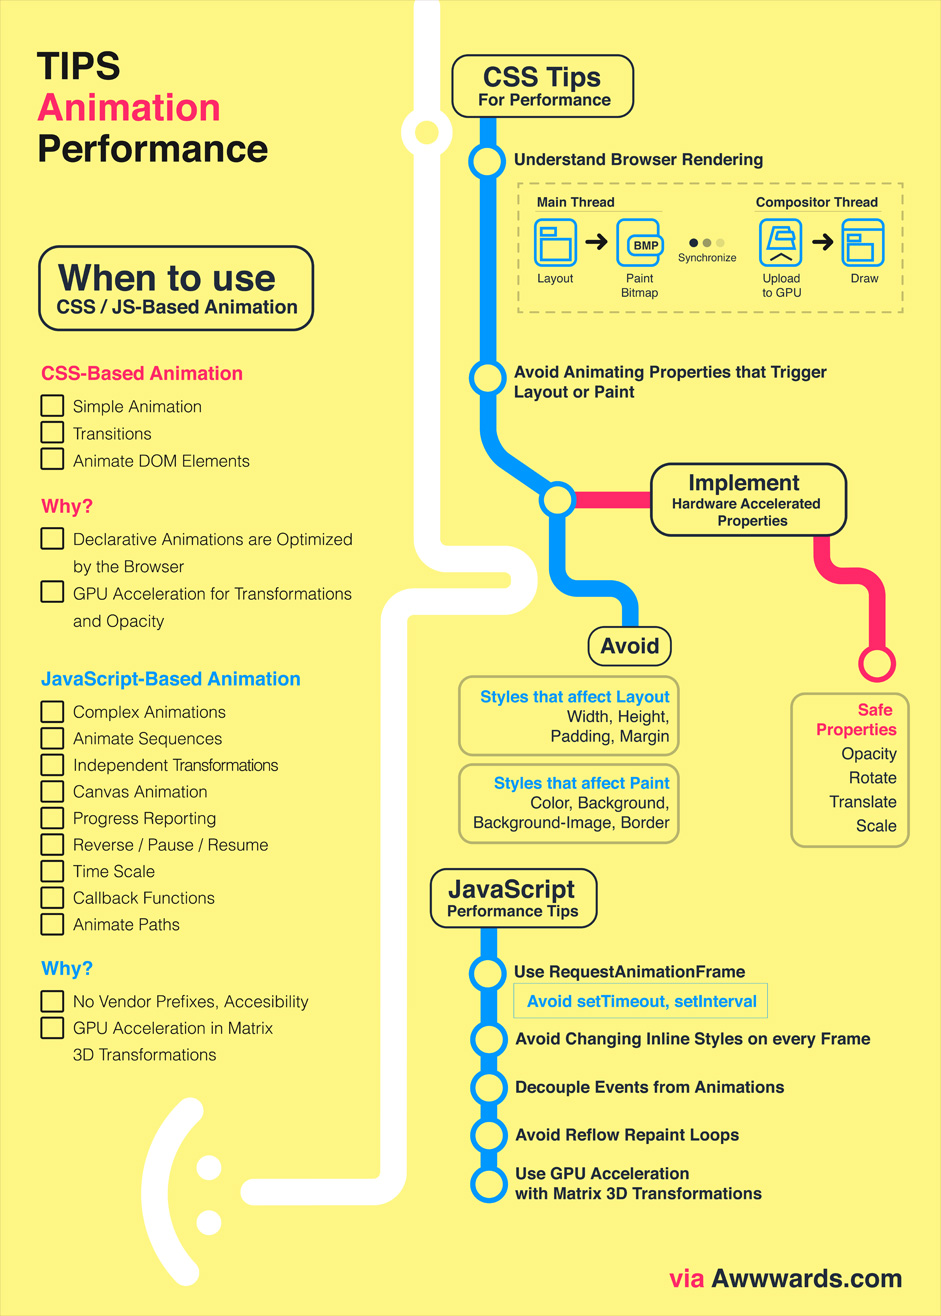 TIPS
Animation
Performance
When to use
CSS / JS-Based Animation
CSS-Based Animation
Simple Animation
Transitions
Animate DOM Elements
Why?
Declarative Animations are Optimized
by the Browser
GPU Acceleration for Transformations
and Opacity
JavaScript-Based Animation
Complex Animations
Animate Sequences
Independent Transformations
Canvas Animation
Progress Reporting
Reverse / Pause / Resume
Time Scale
Callback Functions
Animate Paths
Why?
No Vendor Prefixes, Accesibility
GPU Acceleration in Matrix
3D Transformations
CSS Tips
For Performance
Understand Browser Rendering
Main Thread
Layout
BMP
Paint
Bitmap
Synchronize
Compositor Thread
Upload
to GPU
Draw
Avoid Animating Properties that Trigger
Layout or Paint
Implement
Hardware Accelerated
Properties
Avoid
Styles that affect Layout
Width, Height,
Padding, Margin
Styles that affect Paint
Color, Background,
Background-Image, Border
Safe
Properties
Opacity
Rotate
Translate
Scale
JavaScript
Performance Tips
Use RequestAnimationFrame
Avoid setTimeout, setInterval
Avoid Changing Inline Styles on every Frame
Decouple Events from Animations
Avoid Reflow Repaint Loops
Use GPU Acceleration
with Matrix 3D Transformations
via Awwwards.com